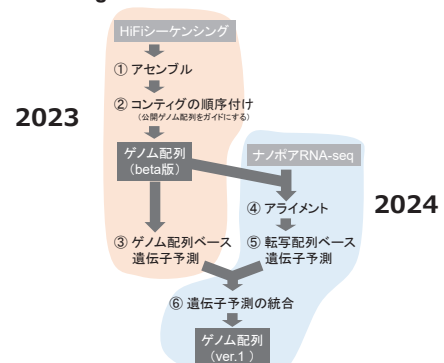 HiFiシーケンシング
① アセンブル
② コンティグの順序付け
(公開ゲノム配列をガイドにする)
2023
ゲノム配列
(beta版)
ナノポアRNA-seq
④ アライメント
2024
③ ゲノム配列ベース
遺伝子予測
⑤ 転写配列ベース
遺伝子予測
⑥ 遺伝子予測の統合
ゲノム配列
(ver.1 )